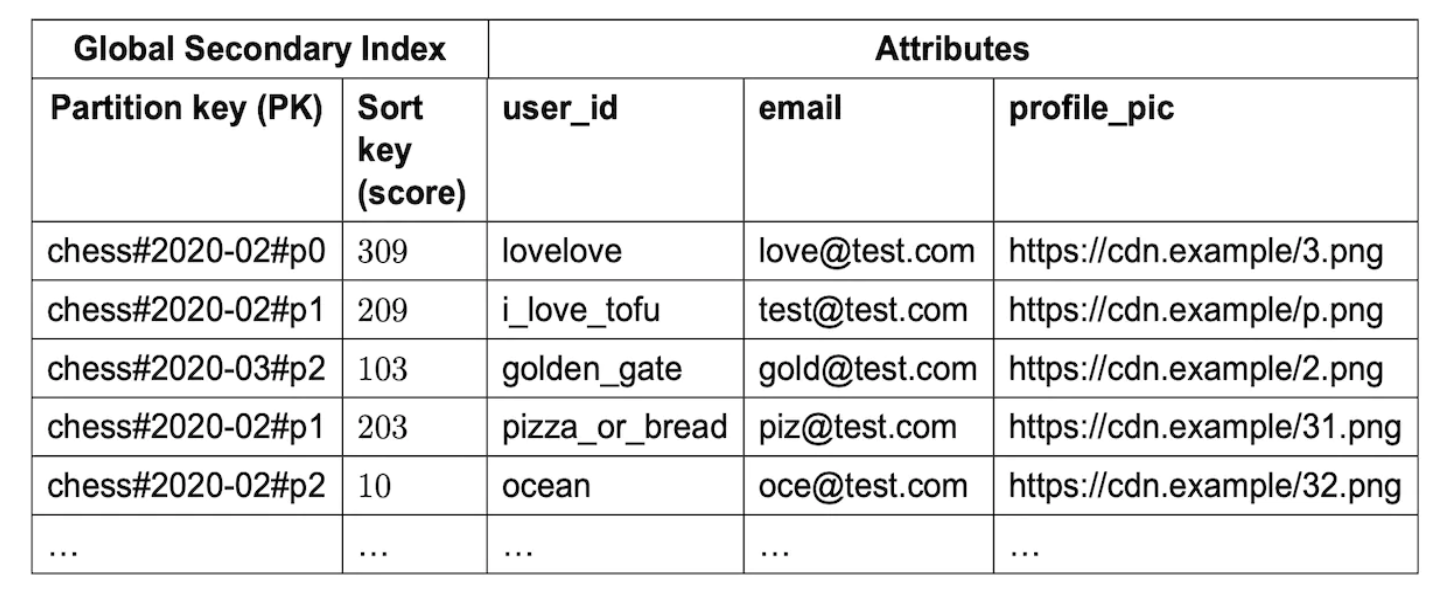 Global Secondary Index Attributes
Partition key (PK) Sort key (score) user_id email profile_pic
chess#2020-02#p0 309 lovelove love@test.com https://cdn.example/3.png
chess#2020-02#p1 209 i_love_tofu test@test.com https://cdn.example/p.png
chess#2020-03#p2 103 golden_gate gold@test.com https://cdn.example/2.png
chess#2020-02#p1 203 pizza_or_bread piz@test.com https://cdn.example/31.png
chess#2020-02#p2 10 ocean oce@test.com https://cdn.example/32.png
... ... ... ... ...